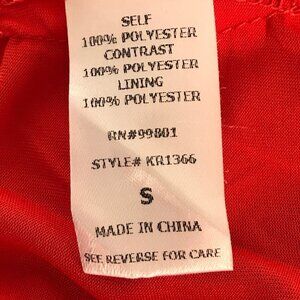 SELF
100% POLYESTER
CONTRAST
100% POLYESTER
LINING
100% POLYESTER
RN#99801
STYLE# KR1366
S
MADE IN CHINA
SEE REVERSE FOR CARE